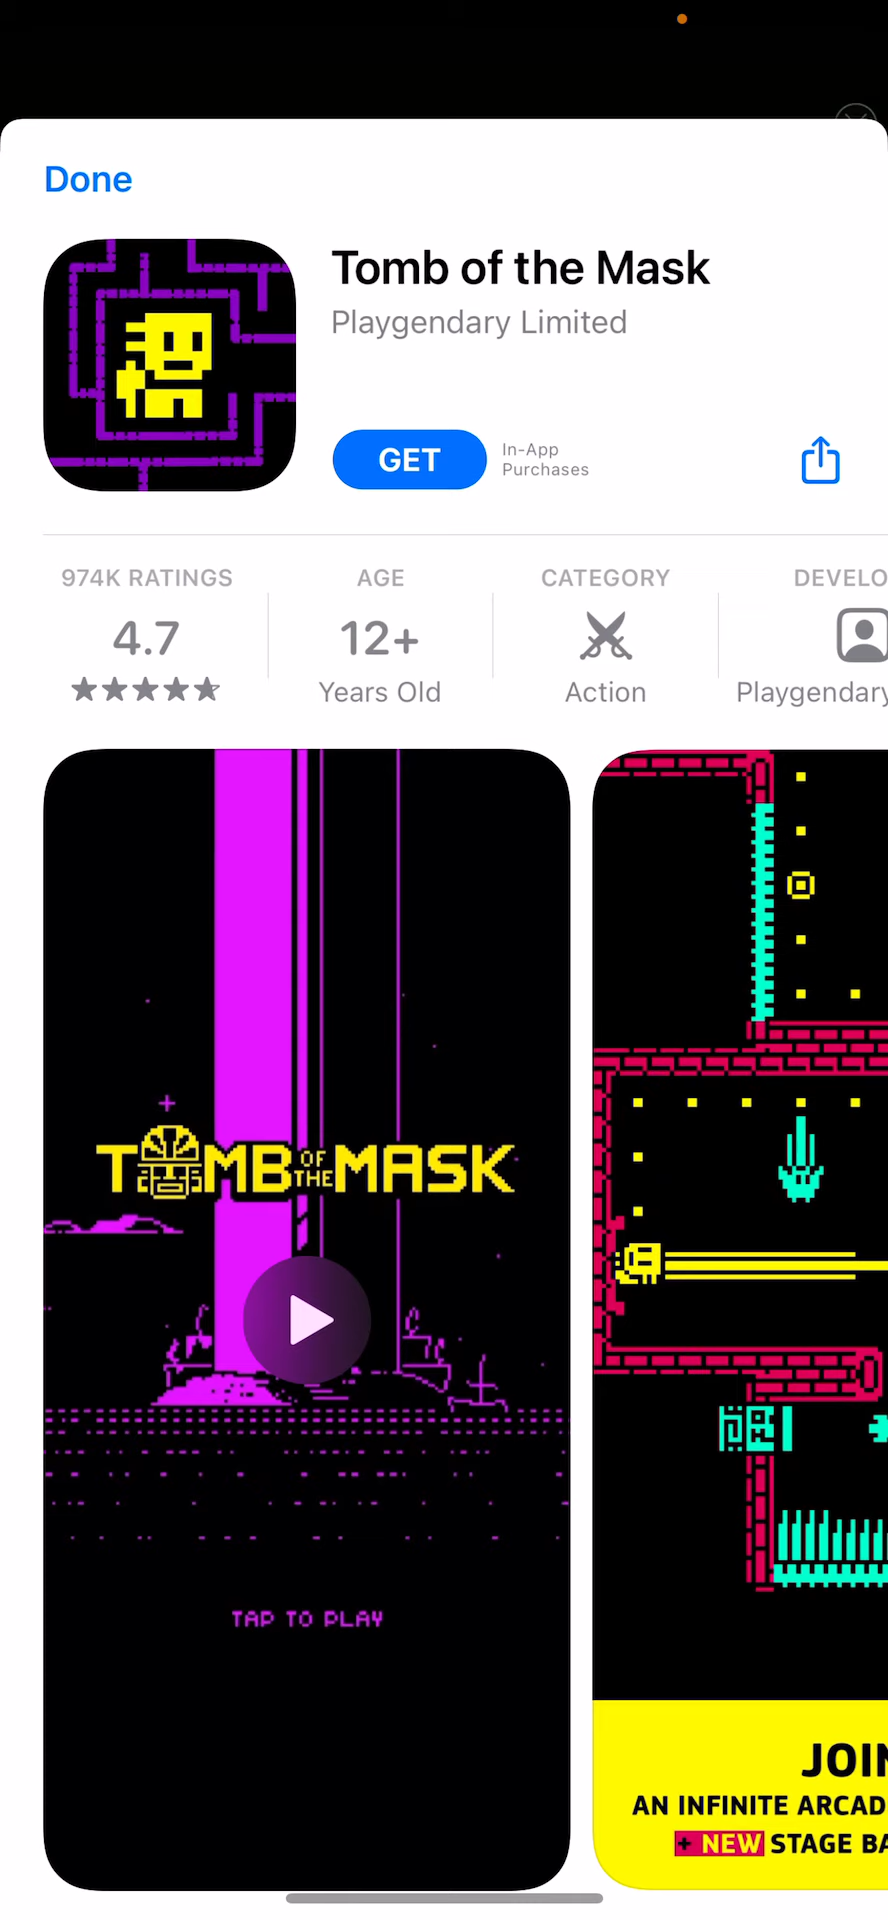 Done
Tomb of the Mask
Playgendary Limited
GET
In-App
Purchases
974K RATINGS
4.7
AGE
12+
Years Old
CATEGORY
Action
DEVELO
Playgendary
TOMB OF THE MASK
TAP TO PLAY
JOIN
AN INFINITE ARCAD
+ NEW STAGE BA